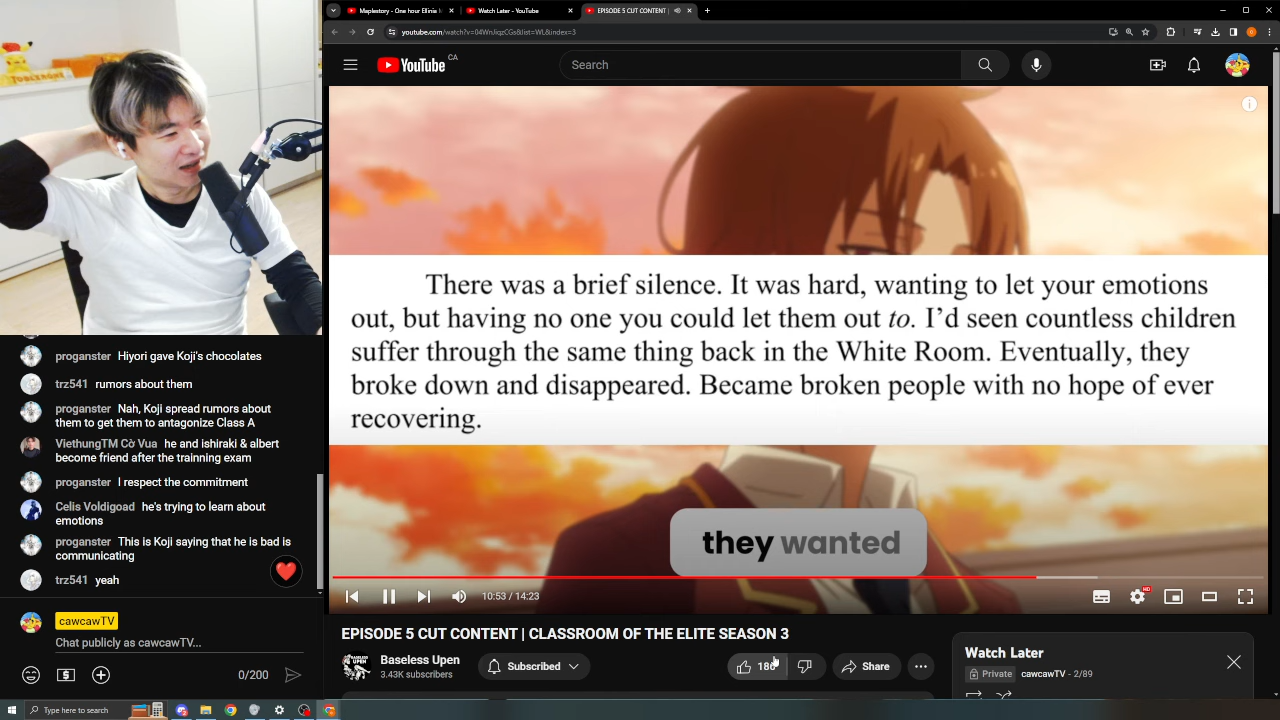 Maplestory - One hour Ellinia
Watch Later - YouTube
EPISODE 5 CUT CONTENT |
youtube.com/watch?v=04WnJiqzCGs&list=WL&index=3
YouTube CA
Search
There was a brief silence. It was hard, wanting to let your emotions
out, but having no one you could let them out to. I'd seen countless children
suffer through the same thing back in the White Room. Eventually, they
broke down and disappeared. Became broken people with no hope of ever
recovering.
they wanted
10:53 / 14:23
HD
EPISODE 5 CUT CONTENT | CLASSROOM OF THE ELITE SEASON 3
BASELESS UPEN
Baseless Upen
3.43K subscribers
Subscribed
Share
Watch Later
Private cawcawTV - 2/89
proganster Hiyori gave Koji's chocolates
trz541 rumors about them
proganster Nah, Koji spread rumors about
them to get them to antagonize Class A
ViethungTM Cờ Vua he and ishiraki & albert
become friend after the trainning exam
proganster I respect the commitment
Celis Voldigoad he's trying to learn about
emotions
proganster This is Koji saying that he is bad is
communicating
trz541 yeah
cawcawTV
Chat publicly as cawcawTV...
0/200
Type here to search